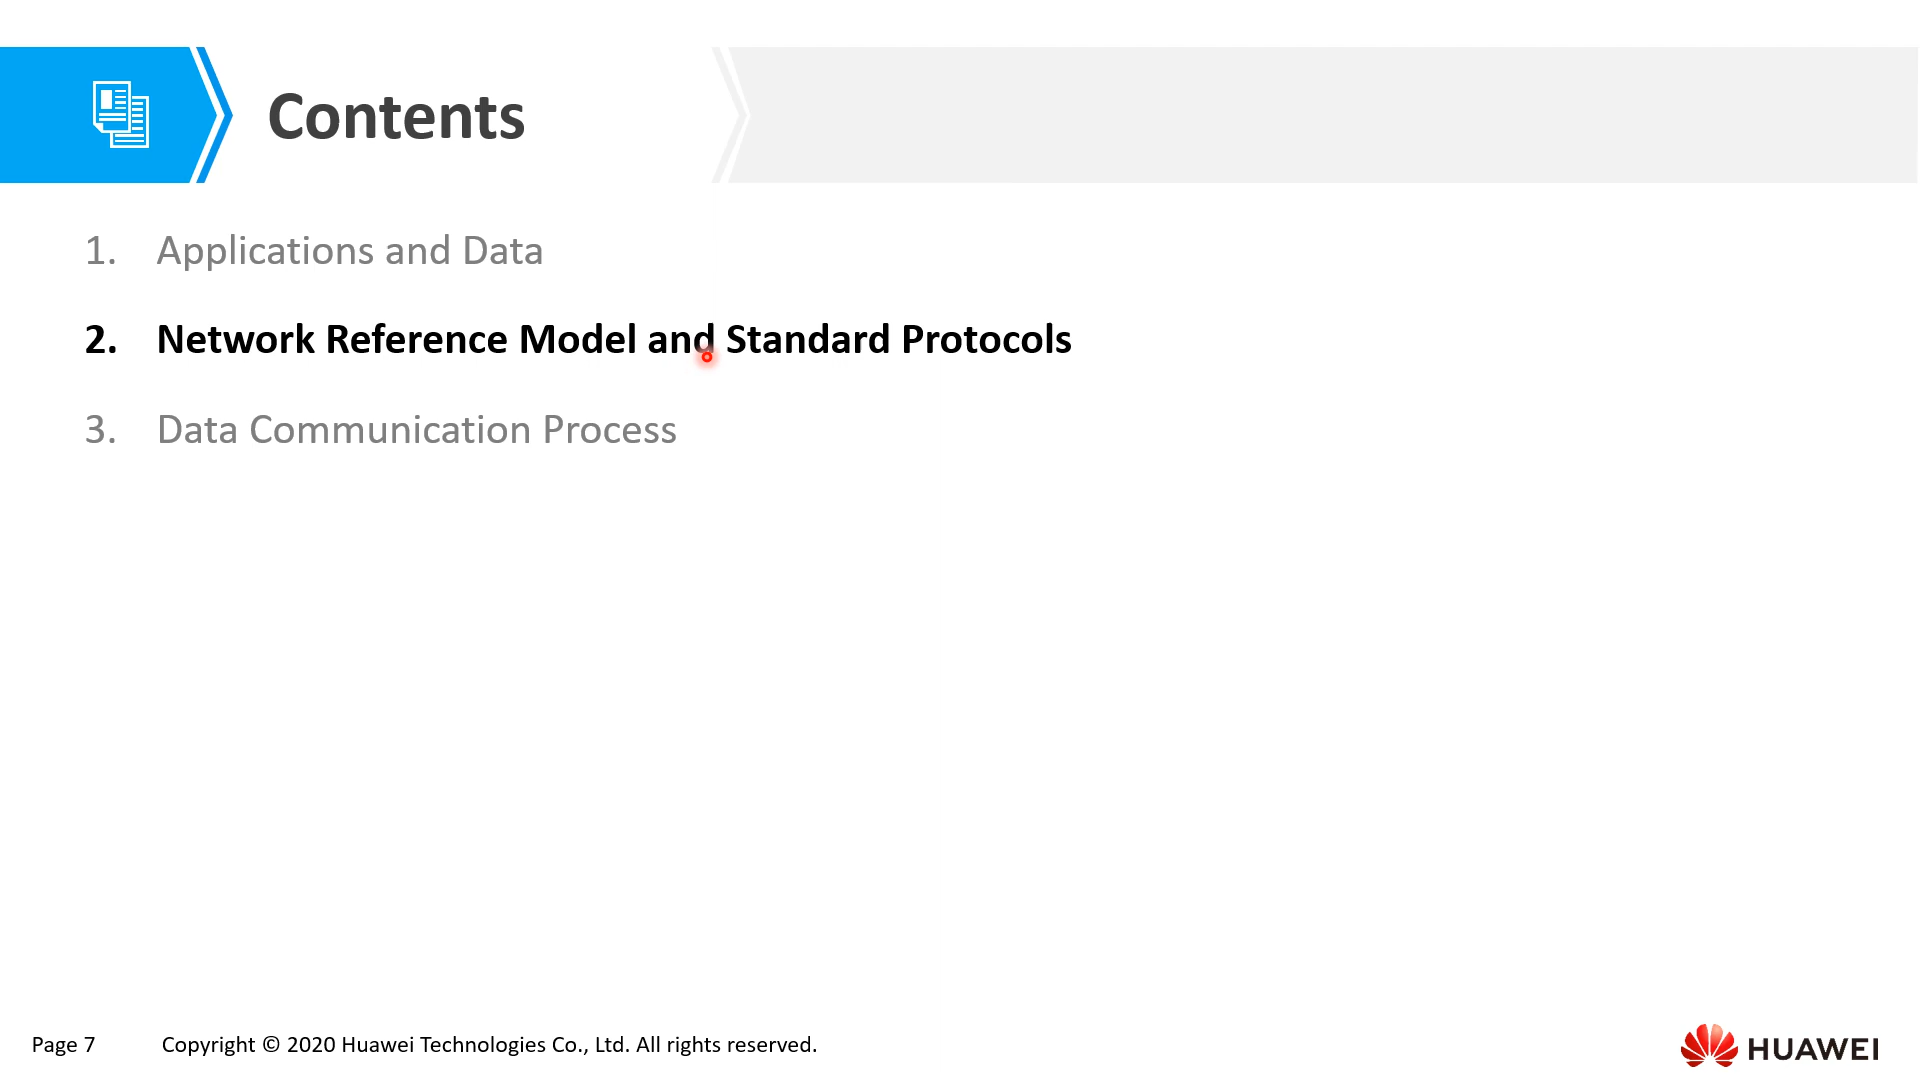 Contents
1. Applications and Data
2. Network Reference Model and Standard Protocols
3. Data Communication Process
Page 7 Copyright © 2020 Huawei Technologies Co., Ltd. All rights reserved.
HUAWEI